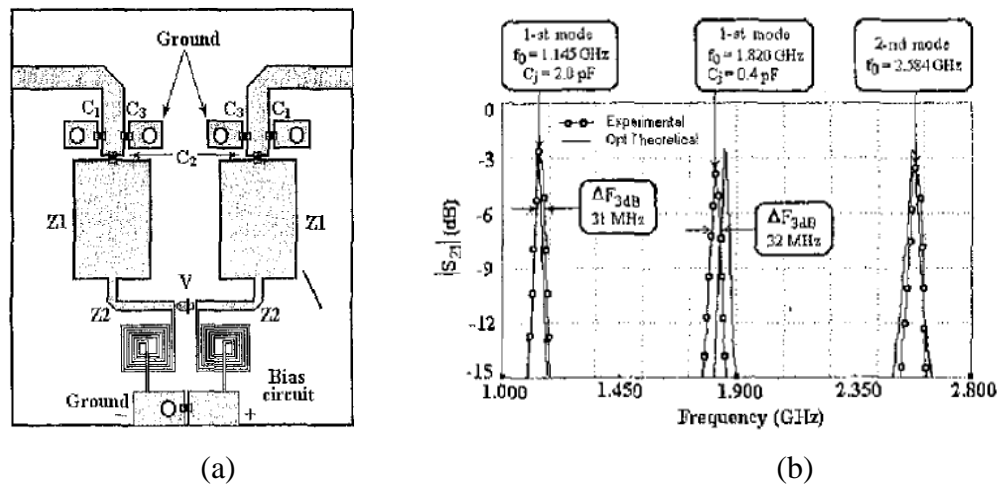 Ground
C1 C3 C3 C1
C2
Z1 Z1
V
Z2 Z2
Ground
Bias
circuit
- +
(a)
1-st mode
f0 = 1.145 GHz
Cj = 2.0 pF
1-st mode
f0 = 1.820 GHz
Cj = 0.4 pF
2-nd mode
f0 = 2.584 GHz
Experimental
Opt Theoretical
ΔF3dB
31 MHz
ΔF3dB
32 MHz
|S21| (dB)
0
-3
-6
-9
-12
-15
1.000 1.450 1.900 2.350 2.800
Frequency (GHz)
(b)